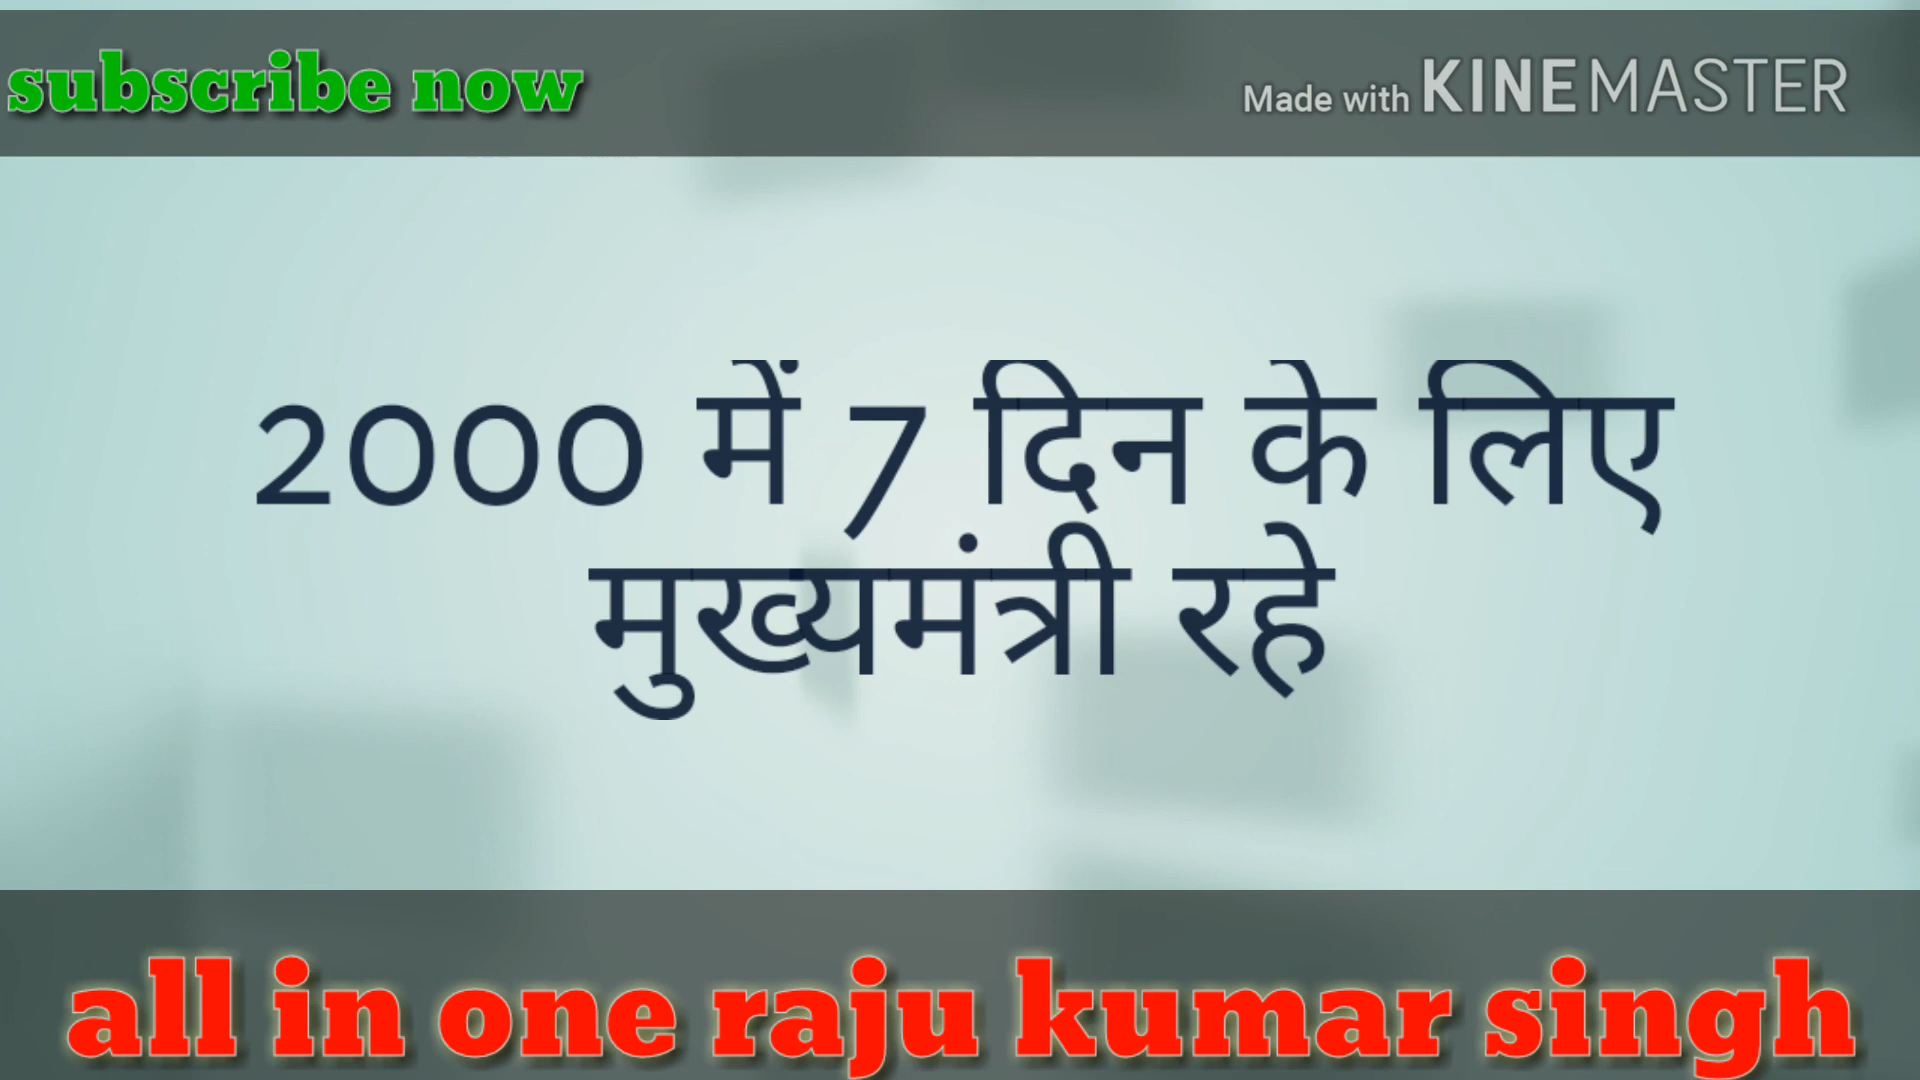 subscribe now
Made with KINEMASTER
2000 में 7 दिन के लिए
मुख्यमंत्री रहे
all in one raju kumar singh